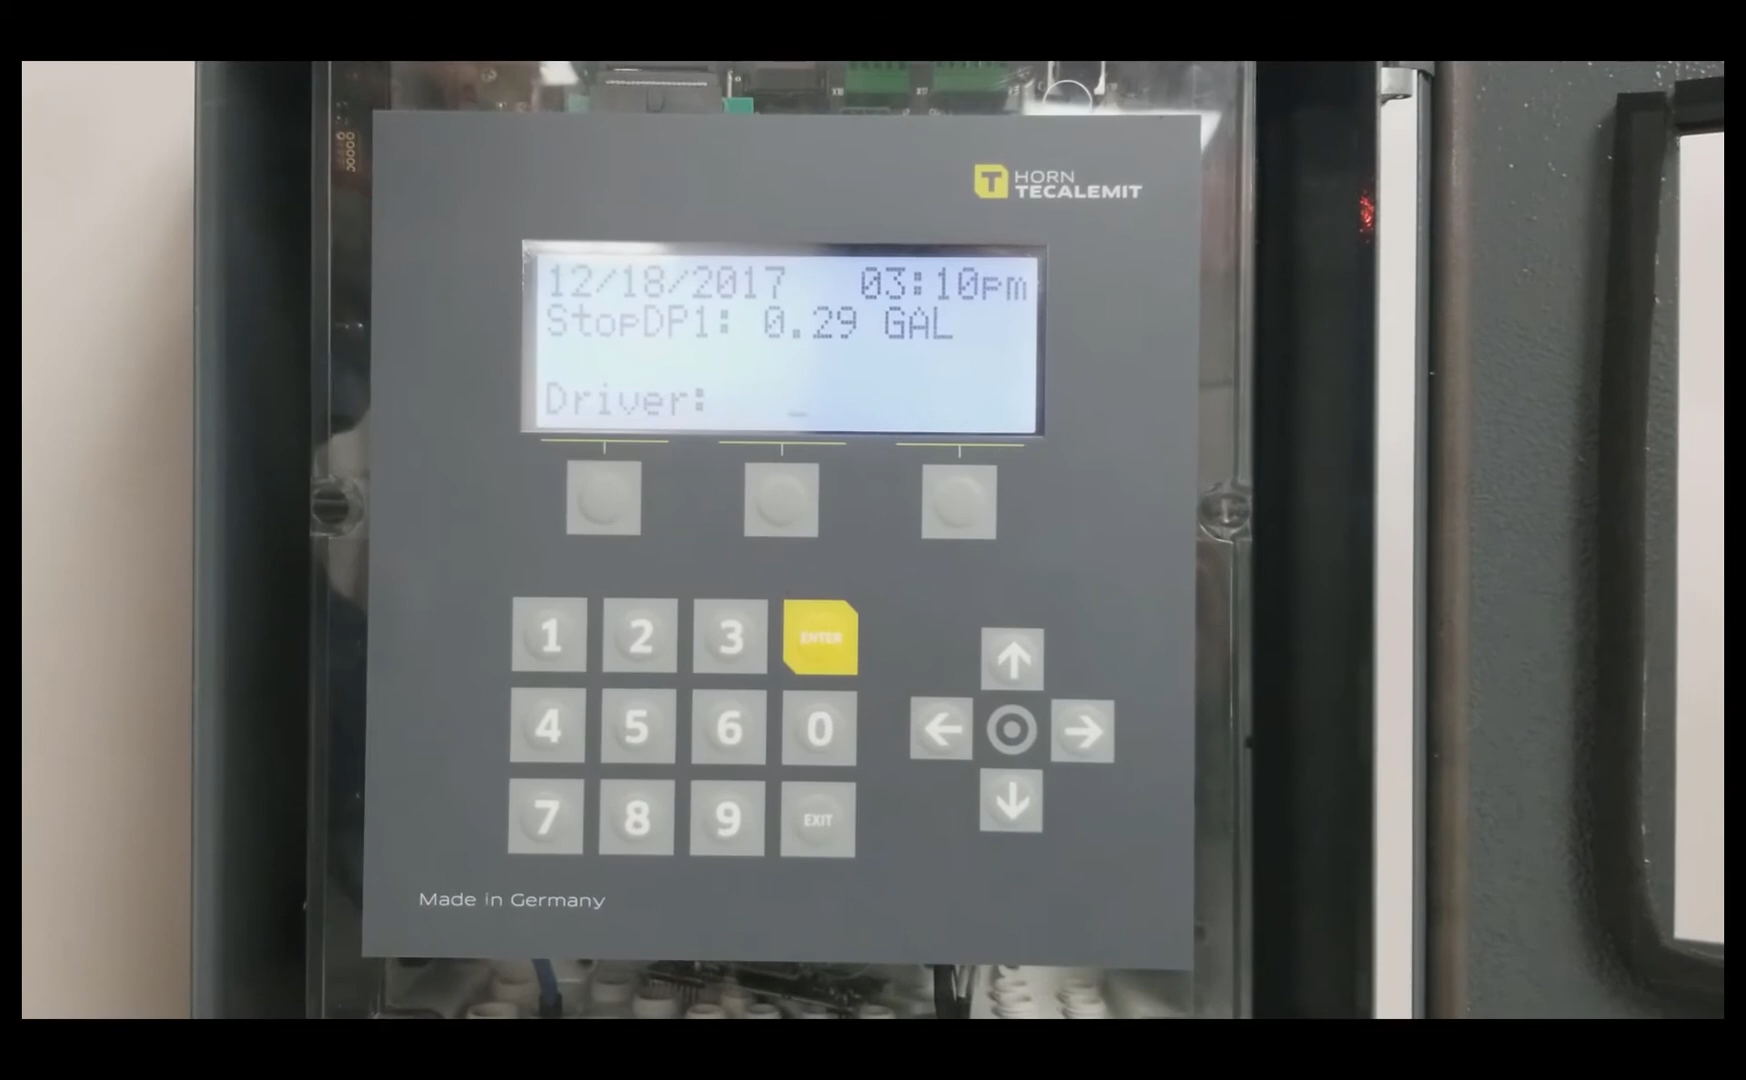 HORN
TECALEMIT
12/18/2017 03:10pm
StopDP1: 0.29 GAL
Driver: _
1 2 3 ENTER
4 5 6 0
7 8 9 EXIT
Made in Germany